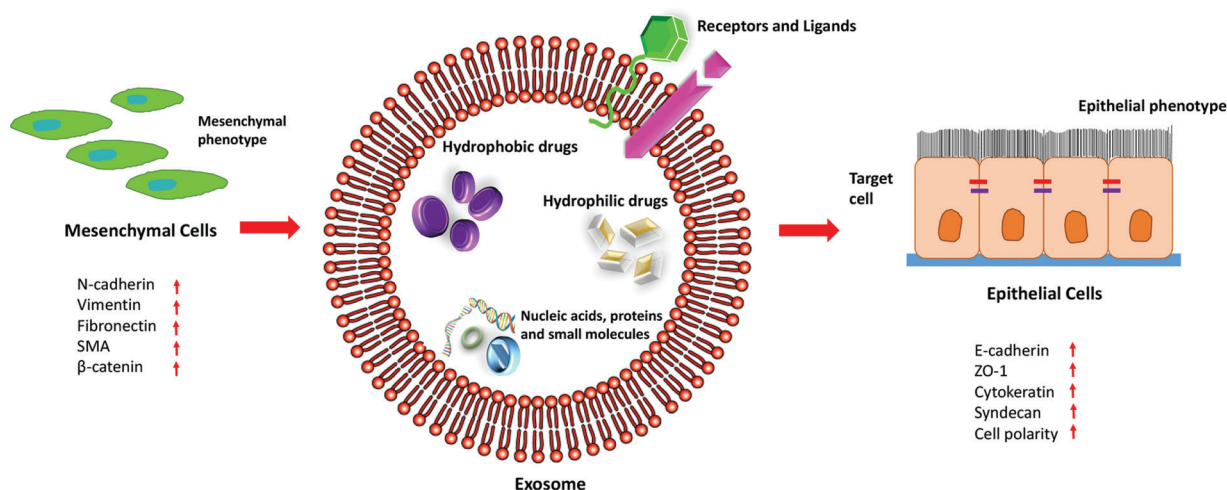 Mesenchymal
phenotype
Mesenchymal Cells
N-cadherin
Vimentin
Fibronectin
SMA
β-catenin
Receptors and Ligands
Hydrophobic drugs
Hydrophilic drugs
Nucleic acids, proteins
and small molecules
Exosome
Epithelial phenotype
Target
cell
Epithelial Cells
E-cadherin
ZO-1
Cytokeratin
Syndecan
Cell polarity